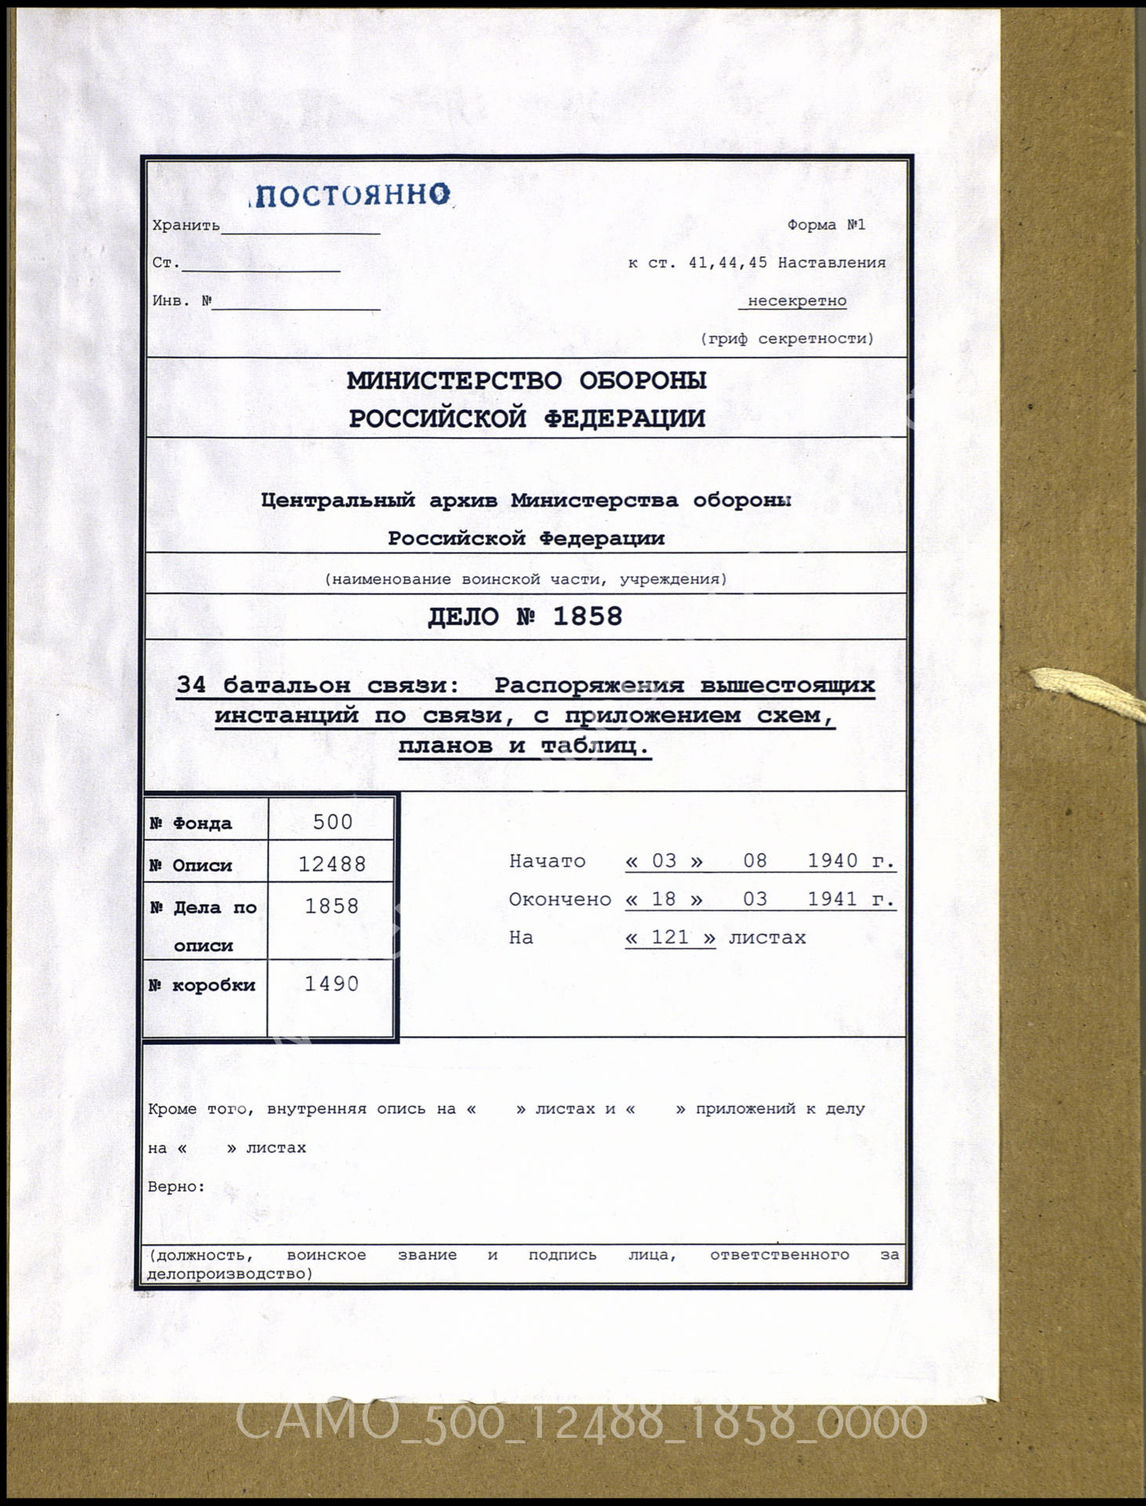 ПОСТОЯННО
Хранить
Форма №1
Ст.
к ст. 41,44,45 Наставления
Инв. №
несекретно
(гриф секретности)
МИНИСТЕРСТВО ОБОРОНЫ
РОССИЙСКОЙ ФЕДЕРАЦИИ
Центральный архив Министерства обороны
Российской Федерации
(наименование воинской части, учреждения)
ДЕЛО № 1858
34 батальон связи: Распоряжения вышестоящих
инстанций по связи, с приложением схем,
планов и таблиц.
№ Фонда 500
№ Описи 12488
№ Дела по 1858
описи
№ коробки 1490
Начато « 03 » 08 1940 г.
Окончено « 18 » 03 1941 г.
На « 121 » листах
Кроме того, внутренняя опись на « » листах и « » приложений к делу
на « » листах
Верно:
(должность, воинское звание и подпись лица, ответственного за
делопроизводство)
CAMO_500_12488_1858_0000